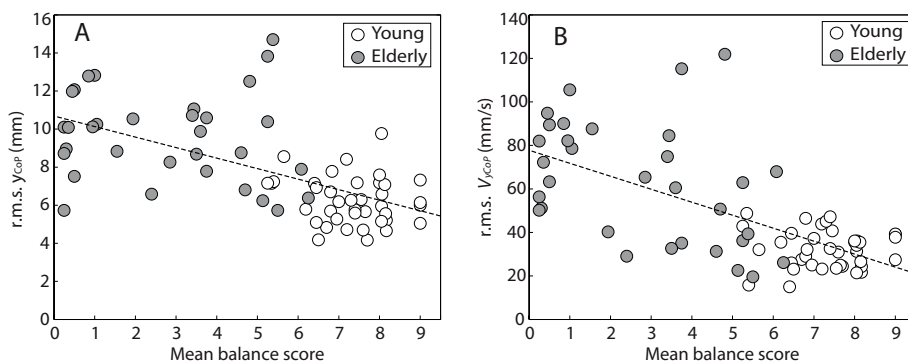 A
Young
Elderly
r.m.s. yCoP (mm)
16
14
12
10
8
6
4
2
0
0 1 2 3 4 5 6 7 8 9
Mean balance score
B
Young
Elderly
r.m.s. VyCoP (mm/s)
140
120
100
80
60
40
20
0
0 1 2 3 4 5 6 7 8 9
Mean balance score